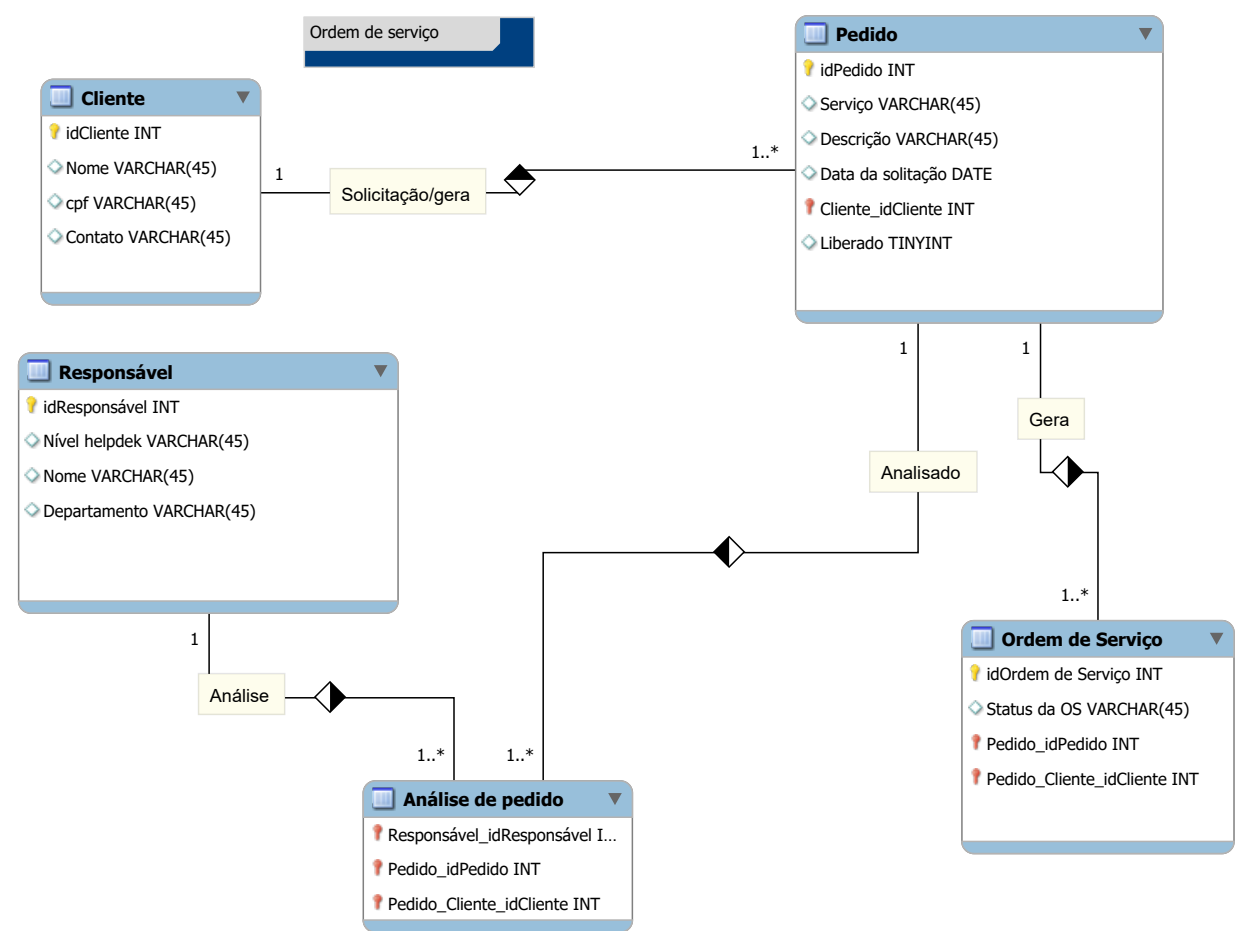 Ordem de serviço
Cliente
idCliente INT
Nome VARCHAR(45)
cpf VARCHAR(45)
Contato VARCHAR(45)
1
Solicitação/gera
1..*
Pedido
idPedido INT
Serviço VARCHAR(45)
Descrição VARCHAR(45)
Data da solitação DATE
Cliente_idCliente INT
Liberado TINYINT
Responsável
idResponsável INT
Nível helpdek VARCHAR(45)
Nome VARCHAR(45)
Departamento VARCHAR(45)
1
Análise
1..*
1
Analisado
1..*
1
Gera
1..*
Análise de pedido
Responsável_idResponsável I...
Pedido_idPedido INT
Pedido_Cliente_idCliente INT
Ordem de Serviço
idOrdem de Serviço INT
Status da OS VARCHAR(45)
Pedido_idPedido INT
Pedido_Cliente_idCliente INT